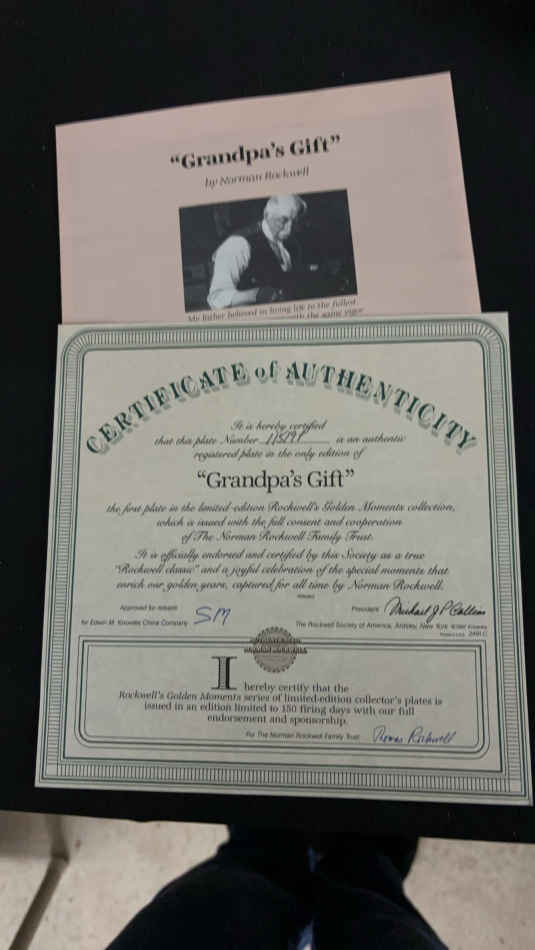 “Grandpa's Gift”
by Norman Rockwell
My father believed in living life to the fullest.
with the same vigor
CERTIFICATE of AUTHENTICITY
It is hereby certified
that this plate Number is an authentic
registered plate in the only edition of
“Grandpa's Gift”
the first plate in the limited-edition Rockwell's Golden Moments collection,
which is issued with the full consent and cooperation
of The Norman Rockwell Family Trust.
It is officially endorsed and certified by this Society as a true
“Rockwell classic” and a joyful celebration of the special moments that
enrich our golden years, captured for all time by Norman Rockwell.
Approved for release SM President
for Edwin M. Knowles China Company The Rockwell Society of America, Ardsley, New York
I hereby certify that the
Rockwell's Golden Moments series of limited-edition collector's plates is
issued in an edition limited to 150 firing days with our full
endorsement and sponsorship.
For The Norman Rockwell Family Trust Thomas Rockwell